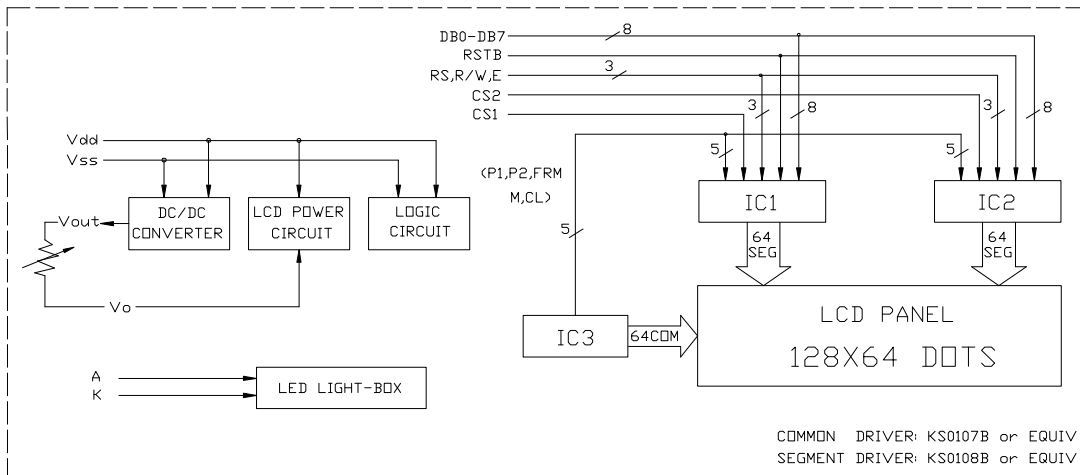 DB0-DB7
8
RSTB
RS,R/W,E
3
CS2
CS1
3
8
3
8
Vdd
Vss
5
5
(P1,P2,FRM
M,CL)
IC1
IC2
Vout
DC/DC
CONVERTER
LCD POWER
CIRCUIT
LOGIC
CIRCUIT
5
64
SEG
64
SEG
Vo
LCD PANEL
128X64 DOTS
IC3
64COM
A
K
LED LIGHT-BOX
COMMON DRIVER: KS0107B or EQUIV
SEGMENT DRIVER: KS0108B or EQUIV